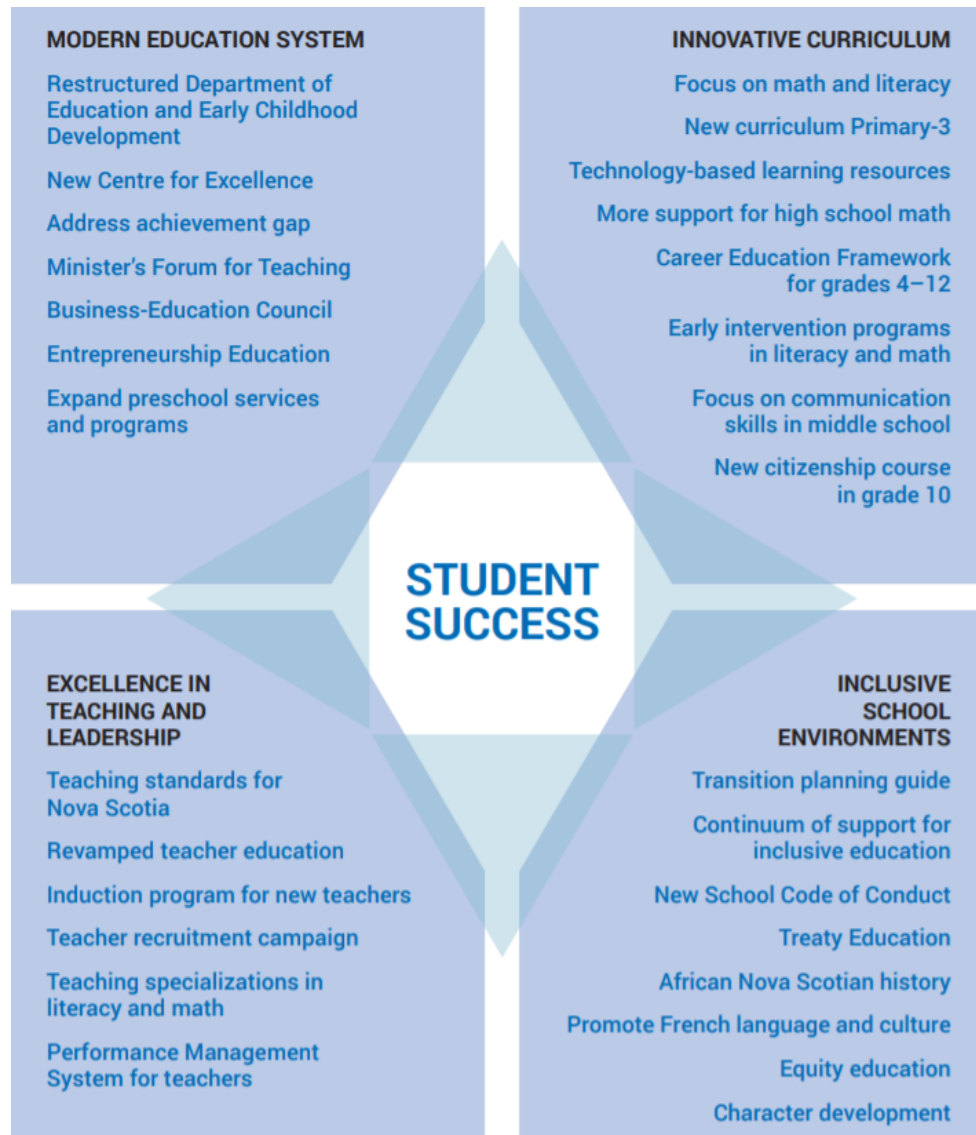 MODERN EDUCATION SYSTEM
Restructured Department of
Education and Early Childhood
Development
New Centre for Excellence
Address achievement gap
Minister’s Forum for Teaching
Business-Education Council
Entrepreneurship Education
Expand preschool services
and programs
INNOVATIVE CURRICULUM
Focus on math and literacy
New curriculum Primary-3
Technology-based learning resources
More support for high school math
Career Education Framework
for grades 4–12
Early intervention programs
in literacy and math
Focus on communication
skills in middle school
New citizenship course
in grade 10
STUDENT
SUCCESS
EXCELLENCE IN
TEACHING AND
LEADERSHIP
Teaching standards for
Nova Scotia
Revamped teacher education
Induction program for new teachers
Teacher recruitment campaign
Teaching specializations in
literacy and math
Performance Management
System for teachers
INCLUSIVE
SCHOOL
ENVIRONMENTS
Transition planning guide
Continuum of support for
inclusive education
New School Code of Conduct
Treaty Education
African Nova Scotian history
Promote French language and culture
Equity education
Character development